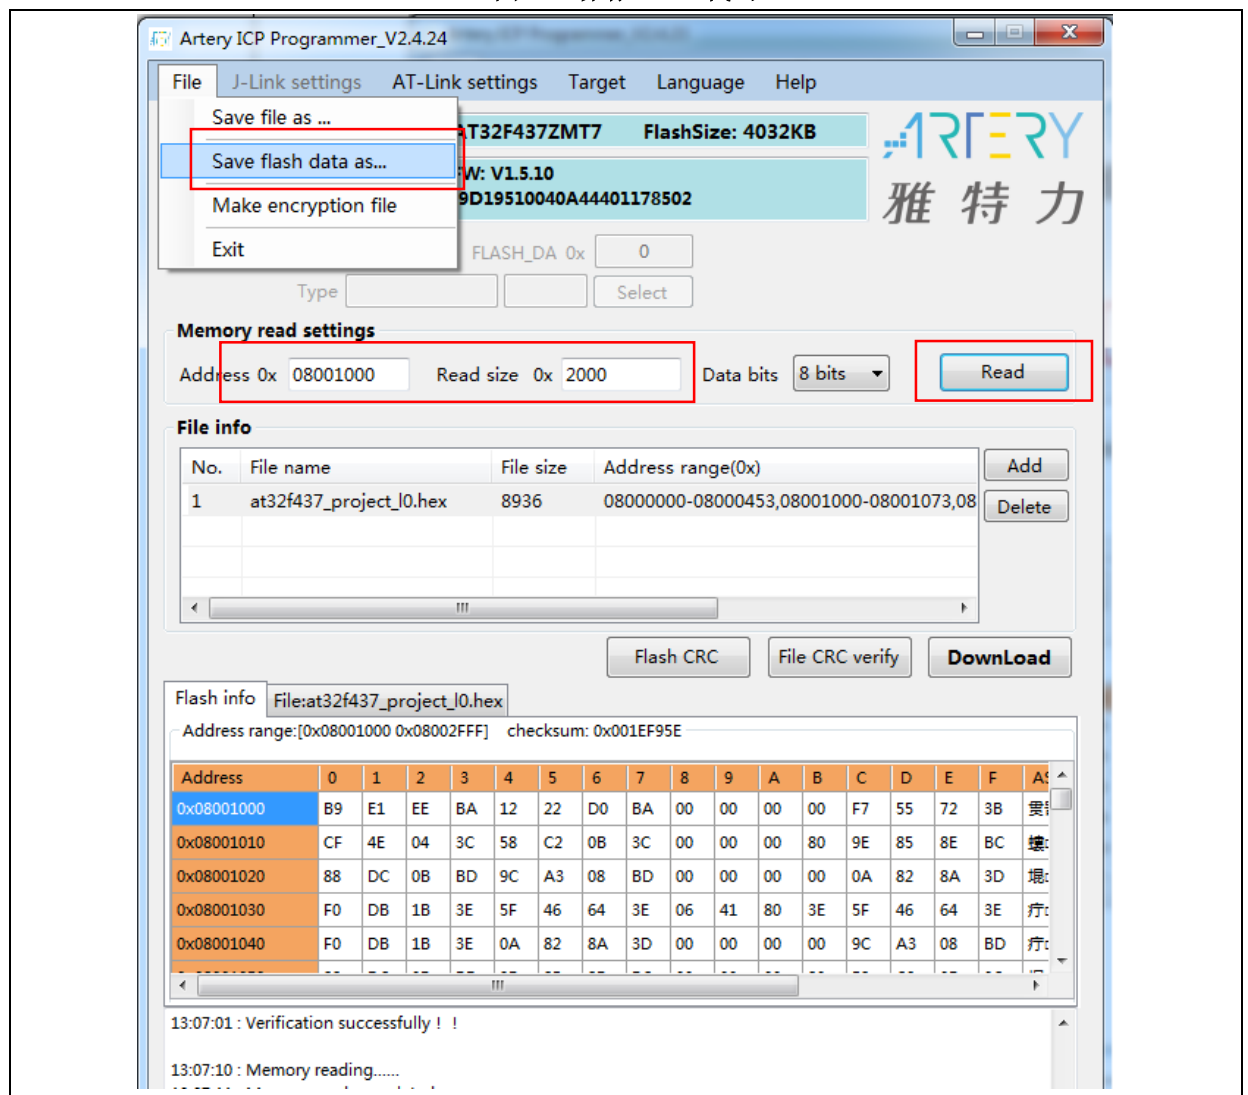 Artery ICP Programmer_V2.4.24
File J-Link settings AT-Link settings Target Language Help
Save file as ...
Save flash data as...
Make encryption file
Exit
AT32F437ZMT7 FlashSize: 4032KB
FW: V1.5.10
9D19510040A44401178502
ARTERY
雅特力
FLASH_DA 0x 0
Type Select
Memory read settings
Address 0x 08001000 Read size 0x 2000 Data bits 8 bits Read
File info
No. File name File size Address range(0x) Add
1 at32f437_project_l0.hex 8936 08000000-08000453,08001000-08001073,08 Delete
Flash CRC File CRC verify DownLoad
Flash info File:at32f437_project_l0.hex
Address range:[0x08001000 0x08002FFF] checksum: 0x001EF95E
Address 0 1 2 3 4 5 6 7 8 9 A B C D E F
0x08001000 B9 E1 EE BA 12 22 D0 BA 00 00 00 00 F7 55 72 3B
0x08001010 CF 4E 04 3C 58 C2 0B 3C 00 00 00 80 9E 85 8E BC
0x08001020 88 DC 0B BD 9C A3 08 BD 00 00 00 00 0A 82 8A 3D
0x08001030 F0 DB 1B 3E 5F 46 64 3E 06 41 80 3E 5F 46 64 3E
0x08001040 F0 DB 1B 3E 0A 82 8A 3D 00 00 00 00 9C A3 08 BD
13:07:01 : Verification successfully！！
13:07:10 : Memory reading......